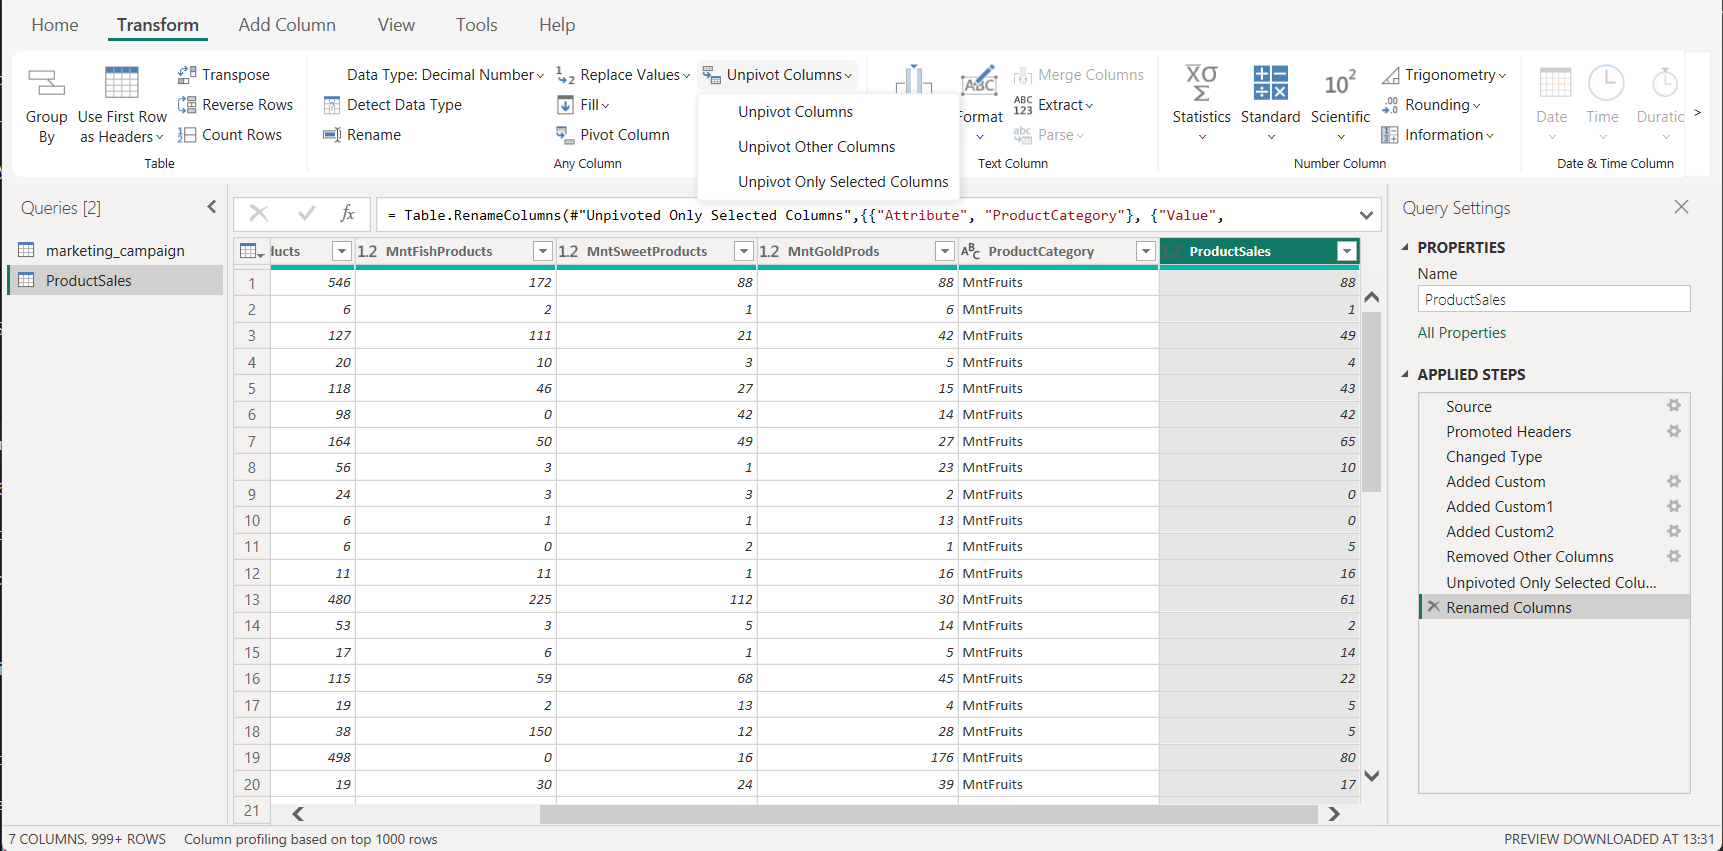 Home Transform Add Column View Tools Help
Group By
Use First Row as Headers
Transpose
Reverse Rows
Count Rows
Table
Data Type: Decimal Number
Detect Data Type
Rename
Replace Values
Fill
Pivot Column
Any Column
Unpivot Columns
Unpivot Columns
Unpivot Other Columns
Unpivot Only Selected Columns
Format
Merge Columns
ABC 123 Extract
abc Parse
Text Column
Statistics
Standard
10² Scientific
Trigonometry
.00 Rounding
Information
Number Column
Date
Time
Duratic
Date & Time Column
Queries [2]
marketing_campaign
ProductSales
fx = Table.RenameColumns(#"Unpivoted Only Selected Columns",{{"Attribute", "ProductCategory"}, {"Value",
ducts 1.2 MntFishProducts 1.2 MntSweetProducts 1.2 MntGoldProds ABC ProductCategory 1.2 ProductSales
1 546 172 88 88 MntFruits 88
2 6 2 1 6 MntFruits 1
3 127 111 21 42 MntFruits 49
4 20 10 3 5 MntFruits 4
5 118 46 27 15 MntFruits 43
6 98 0 42 14 MntFruits 42
7 164 50 49 27 MntFruits 65
8 56 3 1 23 MntFruits 10
9 24 3 3 2 MntFruits 0
10 6 1 1 13 MntFruits 0
11 6 0 2 1 MntFruits 5
12 11 11 1 16 MntFruits 16
13 480 225 112 30 MntFruits 61
14 53 3 5 14 MntFruits 2
15 17 6 1 5 MntFruits 14
16 115 59 68 45 MntFruits 22
17 19 2 13 4 MntFruits 5
18 38 150 12 28 MntFruits 5
19 498 0 16 176 MntFruits 80
20 19 30 24 39 MntFruits 17
21
Query Settings
PROPERTIES
Name
ProductSales
All Properties
APPLIED STEPS
Source
Promoted Headers
Changed Type
Added Custom
Added Custom1
Added Custom2
Removed Other Columns
Unpivoted Only Selected Colu...
Renamed Columns
7 COLUMNS, 999+ ROWS Column profiling based on top 1000 rows PREVIEW DOWNLOADED AT 13:31